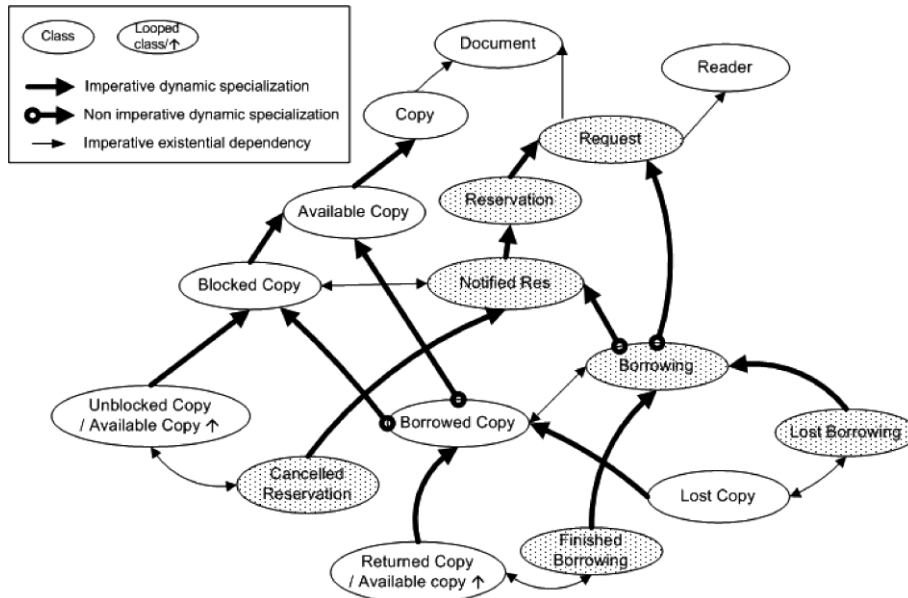 Class
Looped
class/↑
Imperative dynamic specialization
Non imperative dynamic specialization
Imperative existential dependency
Document
Reader
Copy
Request
Available Copy
Reservation
Blocked Copy
Notified Res
Borrowing
Unblocked Copy
/ Available Copy ↑
Borrowed Copy
Lost Borrowing
Cancelled
Reservation
Lost Copy
Finished
Borrowing
Returned Copy
/ Available copy ↑